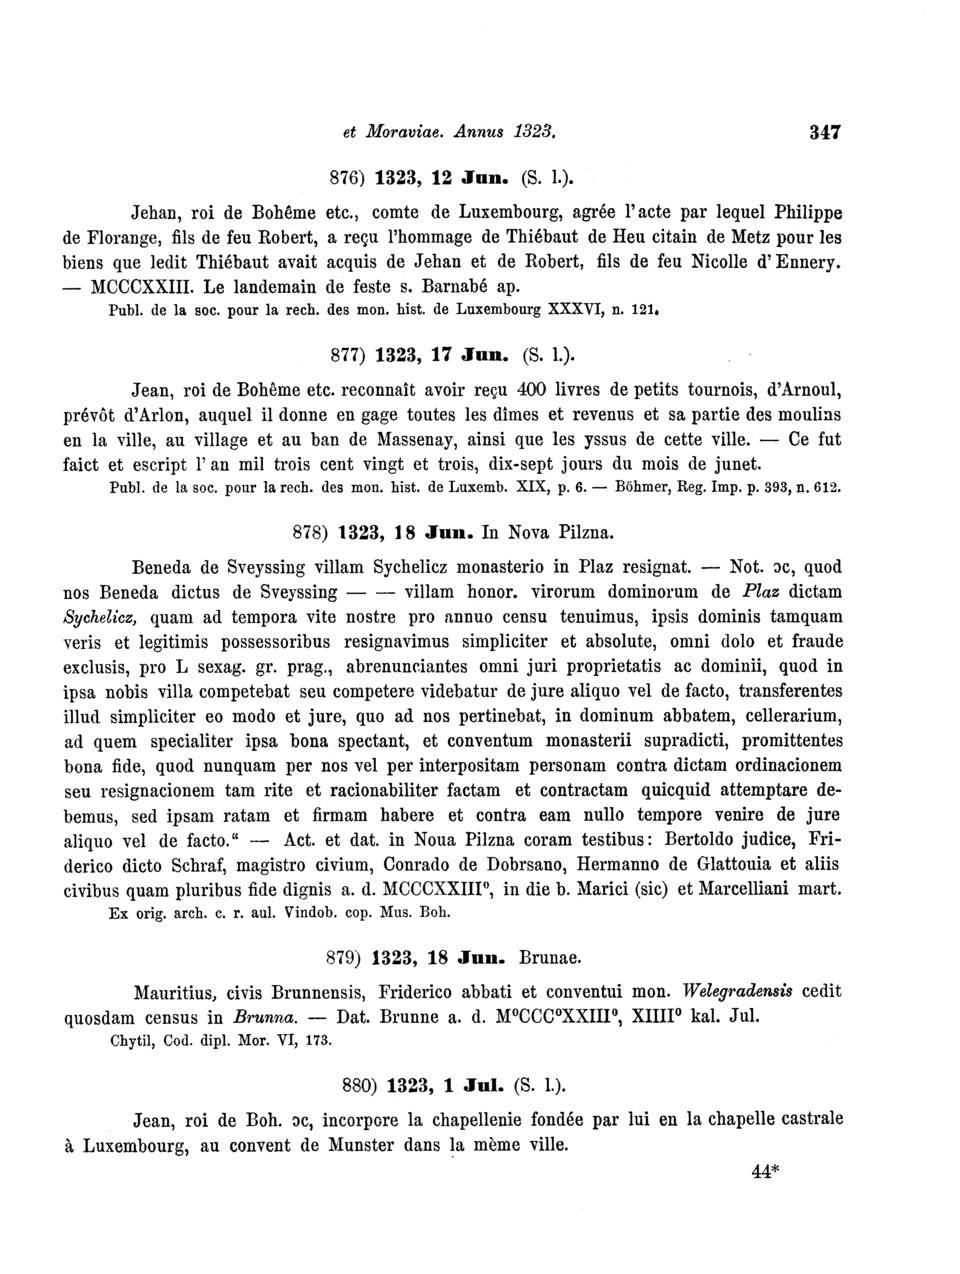 et Moraviae. Annus 1323. 347
876) 1323, 12 Jun. (S. l.).
Jehan, roi de Bohême etc., comte de Luxembourg, agrée l'acte par lequel Philippe
de Florange, fils de feu Robert, a reçu l'hommage de Thiébaut de Heu citain de Metz pour les
biens que ledit Thiébaut avait acquis de Jehan et de Robert, fils de feu Nicolle d'Ennery.
— MCCCXXIII. Le landemain de feste s. Barnabé ap.
Publ. de la soc. pour la rech. des mon. hist. de Luxembourg XXXVI, n. 121.
877) 1323, 17 Jun. (S. l.).
Jean, roi de Bohême etc. reconnaît avoir reçu 400 livres de petits tournois, d'Arnoul,
prévôt d'Arlon, auquel il donne en gage toutes les dîmes et revenus et sa partie des moulins
en la ville, au village et au ban de Massenay, ainsi que les yssus de cette ville. — Ce fut
faict et escript l'an mil trois cent vingt et trois, dix-sept jours du mois de junet.
Publ. de la soc. pour la rech. des mon. hist. de Luxemb. XIX, p. 6. — Böhmer, Reg. Imp. p. 393, n. 612.
878) 1323, 18 Jun. In Nova Pilzna.
Beneda de Sveyssing villam Sychelicz monasterio in Plaz resignat. — Not. ↄc, quod
nos Beneda dictus de Sveyssing — — villam honor. virorum dominorum de Plaz dictam
Sychelicz, quam ad tempora vite nostre pro annuo censu tenuimus, ipsis dominis tamquam
veris et legitimis possessoribus resignavimus simpliciter et absolute, omni dolo et fraude
exclusis, pro L sexag. gr. prag., abrenunciantes omni juri proprietatis ac dominii, quod in
ipsa nobis villa competebat seu competere videbatur de jure aliquo vel de facto, transferentes
illud simpliciter eo modo et jure, quo ad nos pertinebat, in dominum abbatem, cellerarium,
ad quem specialiter ipsa bona spectant, et conventum monasterii supradicti, promittentes
bona fide, quod nunquam per nos vel per interpositam personam contra dictam ordinacionem
seu resignacionem tam rite et racionabiliter factam et contractam quicquid attemptare de-
bemus, sed ipsam ratam et firmam habere et contra eam nullo tempore venire de jure
aliquo vel de facto.“ — Act. et dat. in Noua Pilzna coram testibus: Bertoldo judice, Fri-
derico dicto Schraf, magistro civium, Conrado de Dobrsano, Hermanno de Glattouia et aliis
civibus quam pluribus fide dignis a. d. MCCCXXIII⁰, in die b. Marici (sic) et Marcelliani mart.
Ex orig. arch. c. r. aul. Vindob. cop. Mus. Boh.
879) 1323, 18 Jun. Brunae.
Mauritius, civis Brunnensis, Friderico abbati et conventui mon. Welegradensis cedit
quosdam census in Brunna. — Dat. Brunne a. d. M⁰CCC⁰XXIII⁰, XIIII⁰ kal. Jul.
Chytil, Cod. dipl. Mor. VI, 173.
880) 1323, 1 Jul. (S. l.).
Jean, roi de Boh. ↄc, incorpore la chapellenie fondée par lui en la chapelle castrale
à Luxembourg, au convent de Munster dans la mème ville.
44*